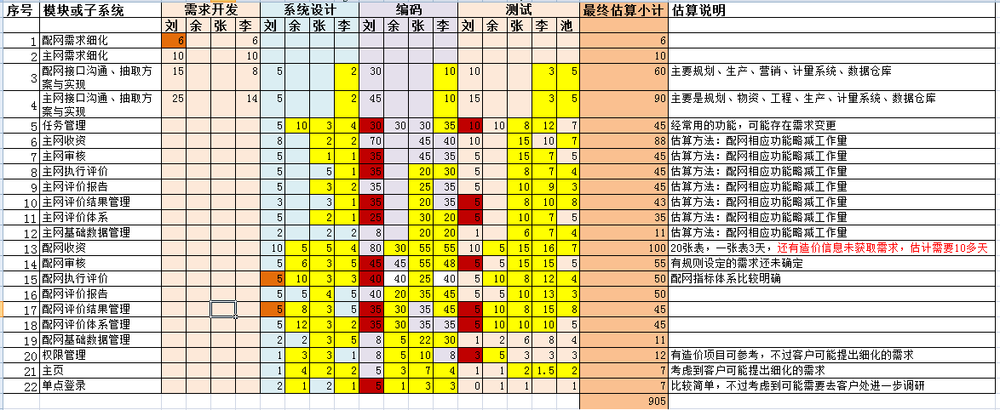 序号 模块或子系统 需求开发 系统设计 编码 测试 最终估算小计 估算说明
刘 余 张 李 刘 余 张 李 刘 余 张 李 刘 余 张 李 池
1 配网需求细化 6 6 6
2 主网需求细化 10 10 10
3 配网接口沟通、抽取方案与实现 15 8 5 2 30 10 10 3 5 60 主要规划、生产、营销、计量系统、数据仓库
4 主网接口沟通、抽取方案与实现 25 14 5 2 45 10 15 3 5 90 主要是规划、物资、工程、生产、计量系统、数据仓库
5 任务管理 5 10 3 4 30 30 30 35 10 10 8 12 7 45 经常用的功能，可能存在需求变更
6 主网收资 8 2 2 70 45 40 10 15 10 7 88 估算方法：配网相应功能略减工作量
7 主网审核 5 1 1 35 45 35 5 15 7 5 45 估算方法：配网相应功能略减工作量
8 主网执行评价 5 5 1 35 20 30 5 8 7 4 45 估算方法：配网相应功能略减工作量
9 主网评价报告 5 3 2 35 25 35 5 10 9 3 45 估算方法：配网相应功能略减工作量
10 主网评价结果管理 3 3 1 35 20 35 5 8 10 8 43 估算方法：配网相应功能略减工作量
11 主网评价体系 5 2 1 25 30 20 5 10 7 5 35 估算方法：配网相应功能略减工作量
12 主网基础数据管理 2 2 2 8 20 20 1 6 7 4 11 估算方法：配网相应功能略减工作量
13 配网收资 10 5 5 4 80 30 55 55 10 5 15 16 7 100 20张表，一张表3天，还有造价信息未获取需求，估计需要10多天
14 配网审核 5 6 3 5 45 45 55 48 5 5 15 15 5 55 有规则设定的需求还未确定
15 配网执行评价 5 10 3 3 40 40 25 40 5 10 8 12 4 50 配网指标体系比较明确
16 配网评价报告 5 5 4 5 40 20 35 45 5 5 10 13 3 50
17 配网评价结果管理 5 8 3 5 35 30 35 45 5 10 8 15 8 45
18 配网评价体系管理 5 12 3 2 35 30 35 35 5 10 10 10 5 45
19 配网基础数据管理 2 2 3 5 8 5 22 30 1 2 6 8 4 11
20 权限管理 1 3 3 1 8 5 10 8 3 5 3 3 3 12 有造价项目可参考，不过客户可能提出细化的需求
21 主页 1 4 2 2 5 3 7 4 1 1 2 1.5 2 7 考虑到客户可能提出细化的需求
22 单点登录 2 1 2 1 5 1 3 3 0 1 1 1 7 比较简单，不过考虑到可能需要去客户处进一步调研
905